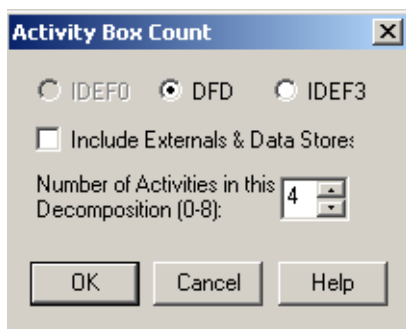 Activity Box Count
IDEF0 DFD IDEF3
Include Externals & Data Stores
Number of Activities in this
Decomposition (0-8):
4
OK Cancel Help